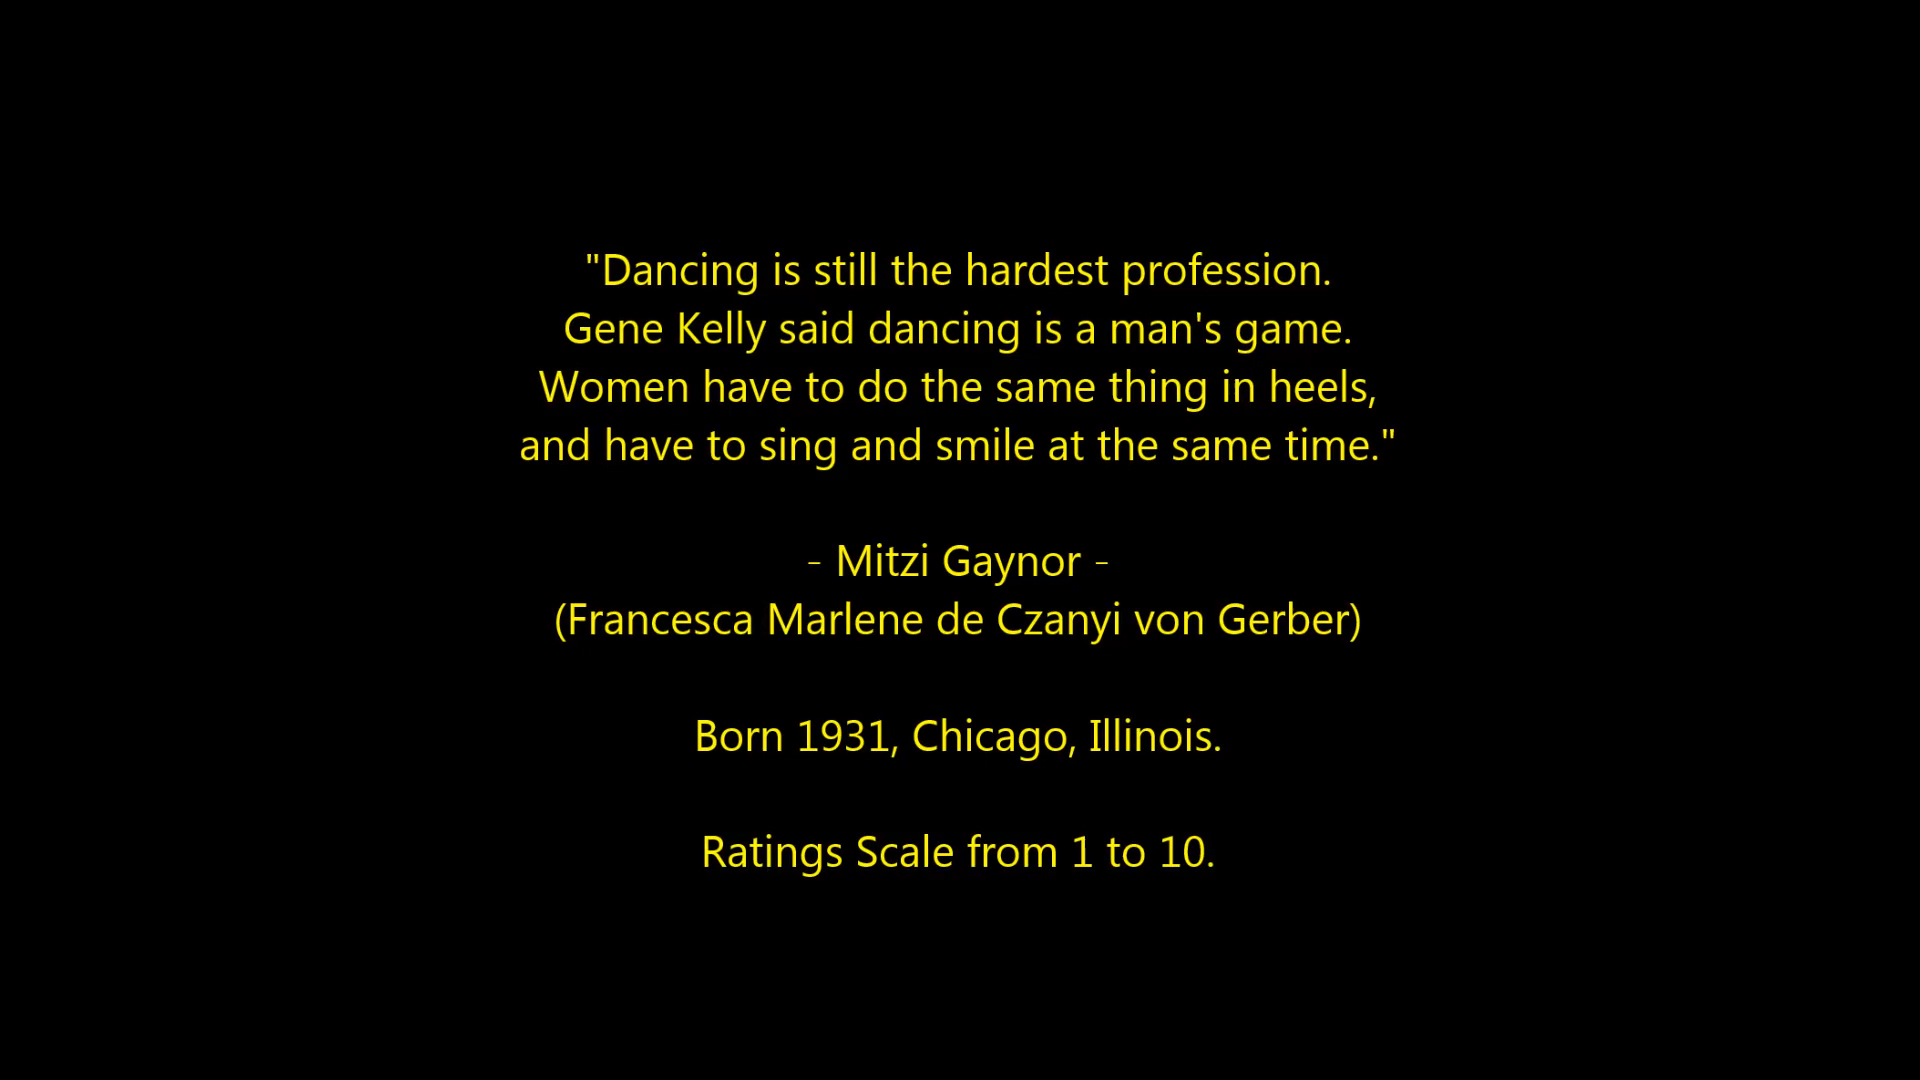 "Dancing is still the hardest profession.
Gene Kelly said dancing is a man's game.
Women have to do the same thing in heels,
and have to sing and smile at the same time."
- Mitzi Gaynor -
(Francesca Marlene de Czanyi von Gerber)
Born 1931, Chicago, Illinois.
Ratings Scale from 1 to 10.